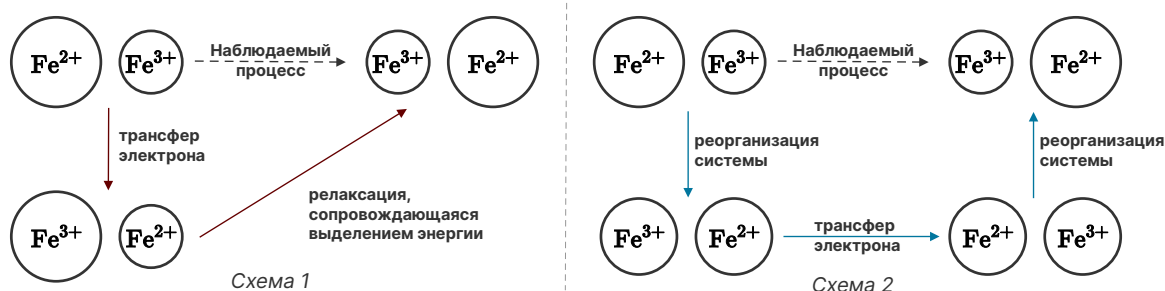 Fe²⁺ Fe³⁺ Наблюдаемый процесс Fe³⁺ Fe²⁺
трансфер
электрона
релаксация,
сопровождающаяся
выделением энергии
Fe³⁺ Fe²⁺
Схема 1
Fe²⁺ Fe³⁺ Наблюдаемый процесс Fe³⁺ Fe²⁺
реорганизация
системы
реорганизация
системы
Fe³⁺ Fe²⁺ трансфер электрона Fe²⁺ Fe³⁺
Схема 2